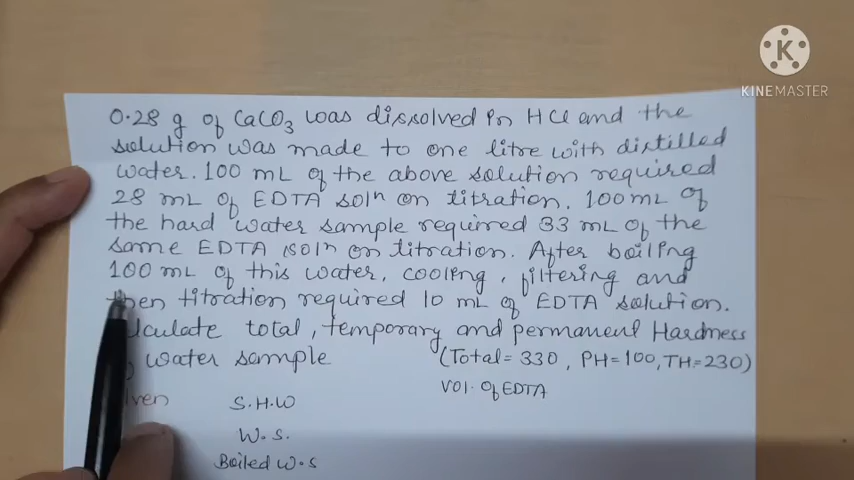 KINEMASTER
0.28 g of CaCO3 was dissolved in HCl and the
solution was made to one litre with distilled
water. 100 mL of the above solution required
28 mL of EDTA soln on titration. 100 mL of
the hard water sample required 33 mL of the
same EDTA soln on titration. After boiling
100 mL of this water, cooling, filtering and
then titration required 10 mL of EDTA solution.
total, temporary and permanent Hardness
water sample (Total = 330, PH = 100, TH = 230)
S.H.W Vol. of EDTA
W.S.
Boiled W.S